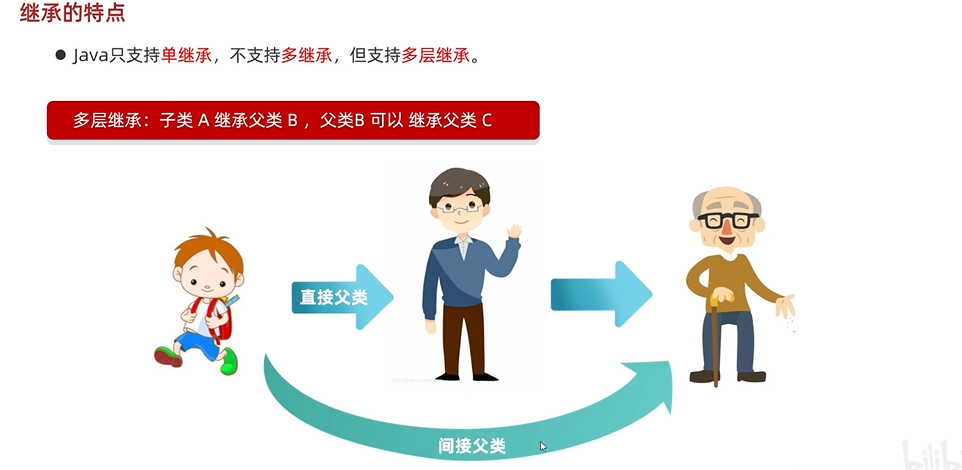 继承的特点
● Java只支持单继承，不支持多继承，但支持多层继承。
多层继承：子类 A 继承父类 B ，父类B 可以 继承父类 C
直接父类
间接父类